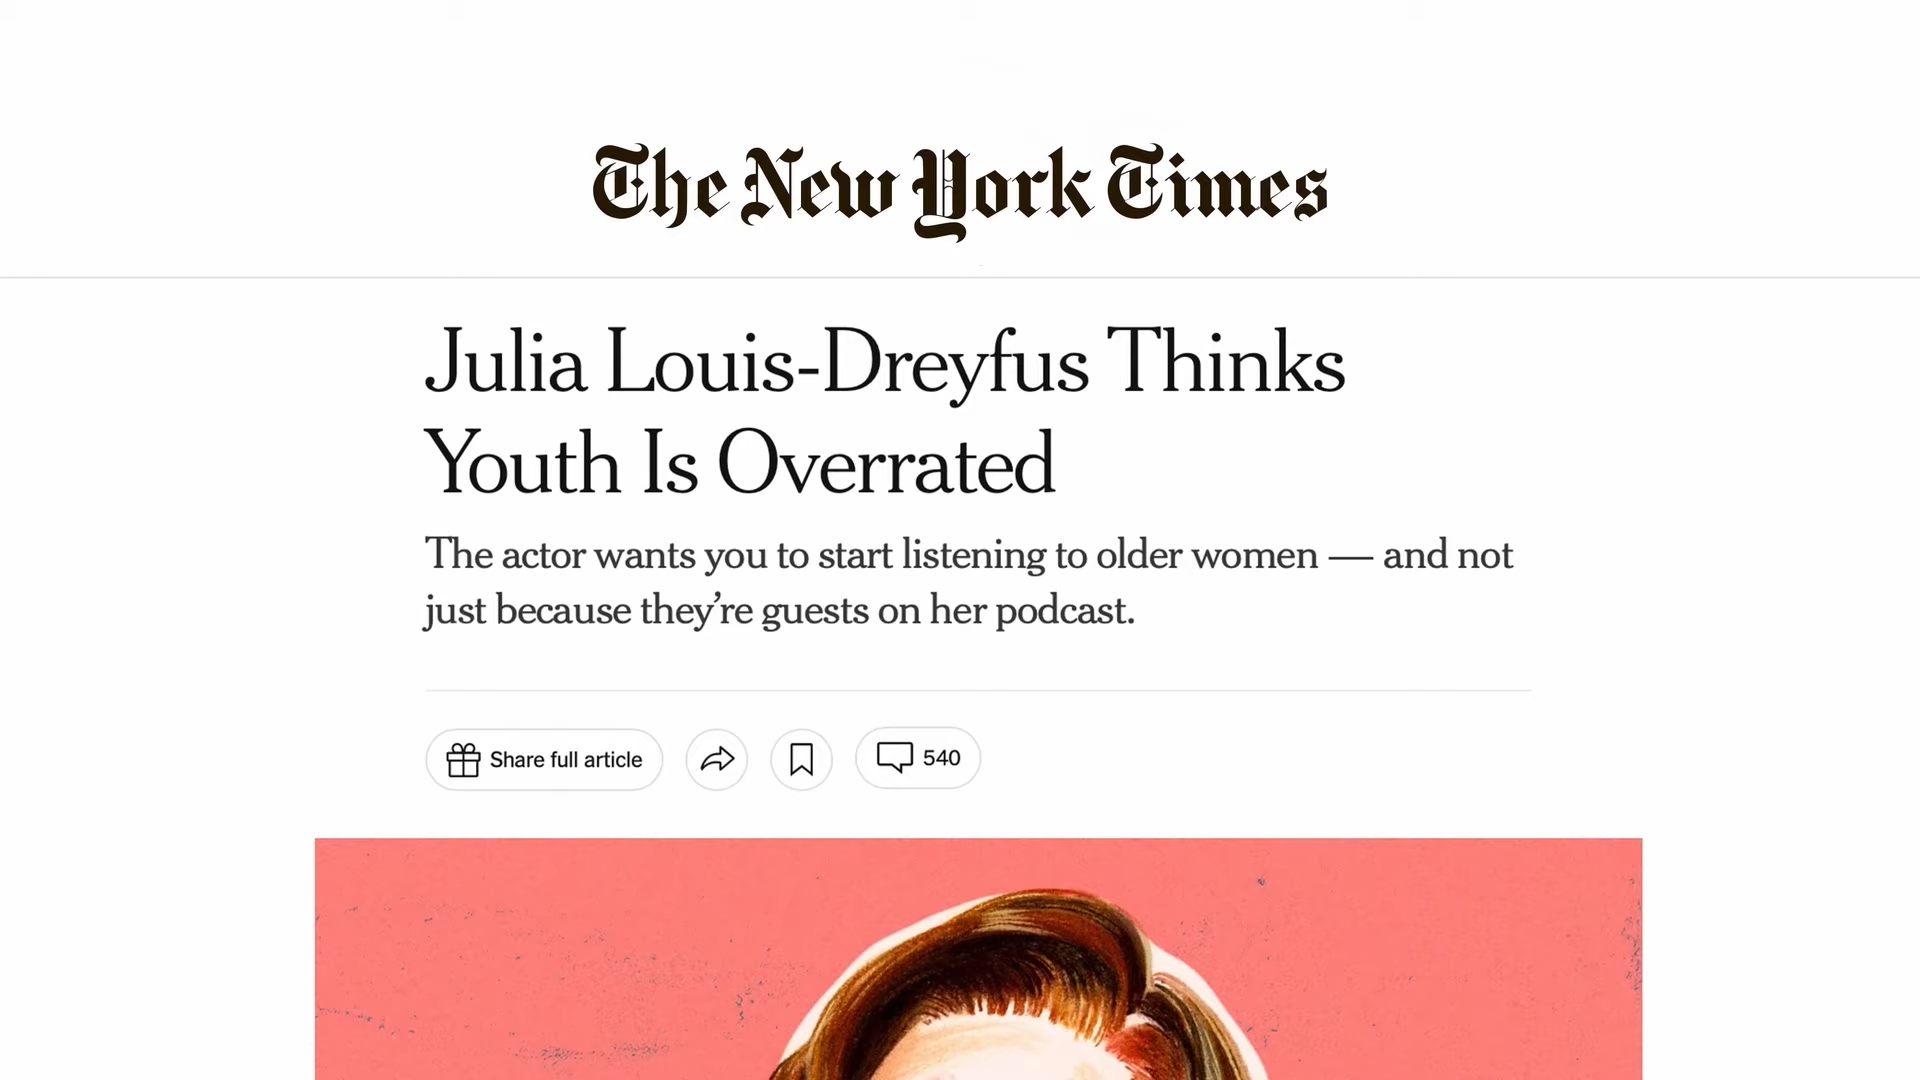 The New York Times
Julia Louis-Dreyfus Thinks
Youth Is Overrated
The actor wants you to start listening to older women — and not
just because they’re guests on her podcast.
Share full article
540